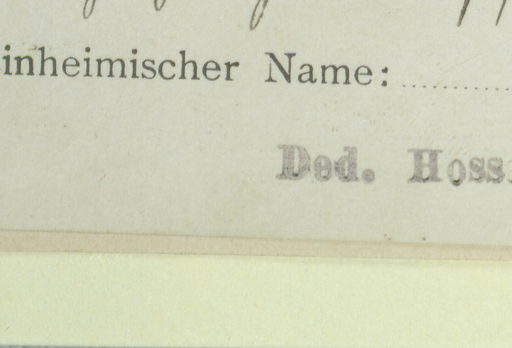 inheimischer Name:
Ded. Hoss